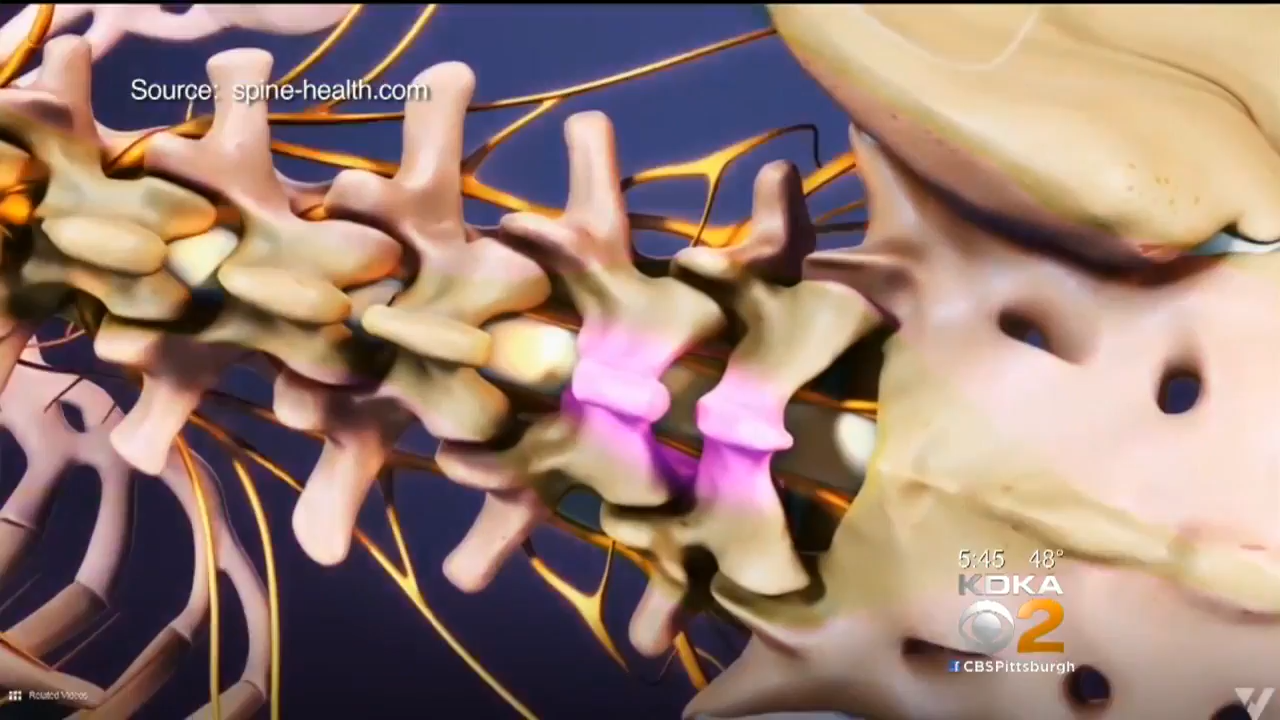 Source: spine-health.com
5:45 48°
KDKA
2
f CBSPittsburgh
Related Videos